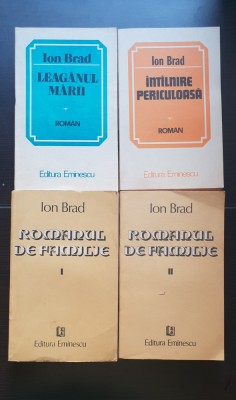 Ion Brad
LEAGĂNUL
MĂRII
ROMAN
Editura Eminescu
Ion Brad
ÎNTÎLNIRE
PERICULOASĂ
ROMAN
Editura Eminescu
Ion Brad
ROMANUL
DE FAMILIE
I
Editura Eminescu
Ion Brad
ROMANUL
DE FAMILIE
II
Editura Eminescu